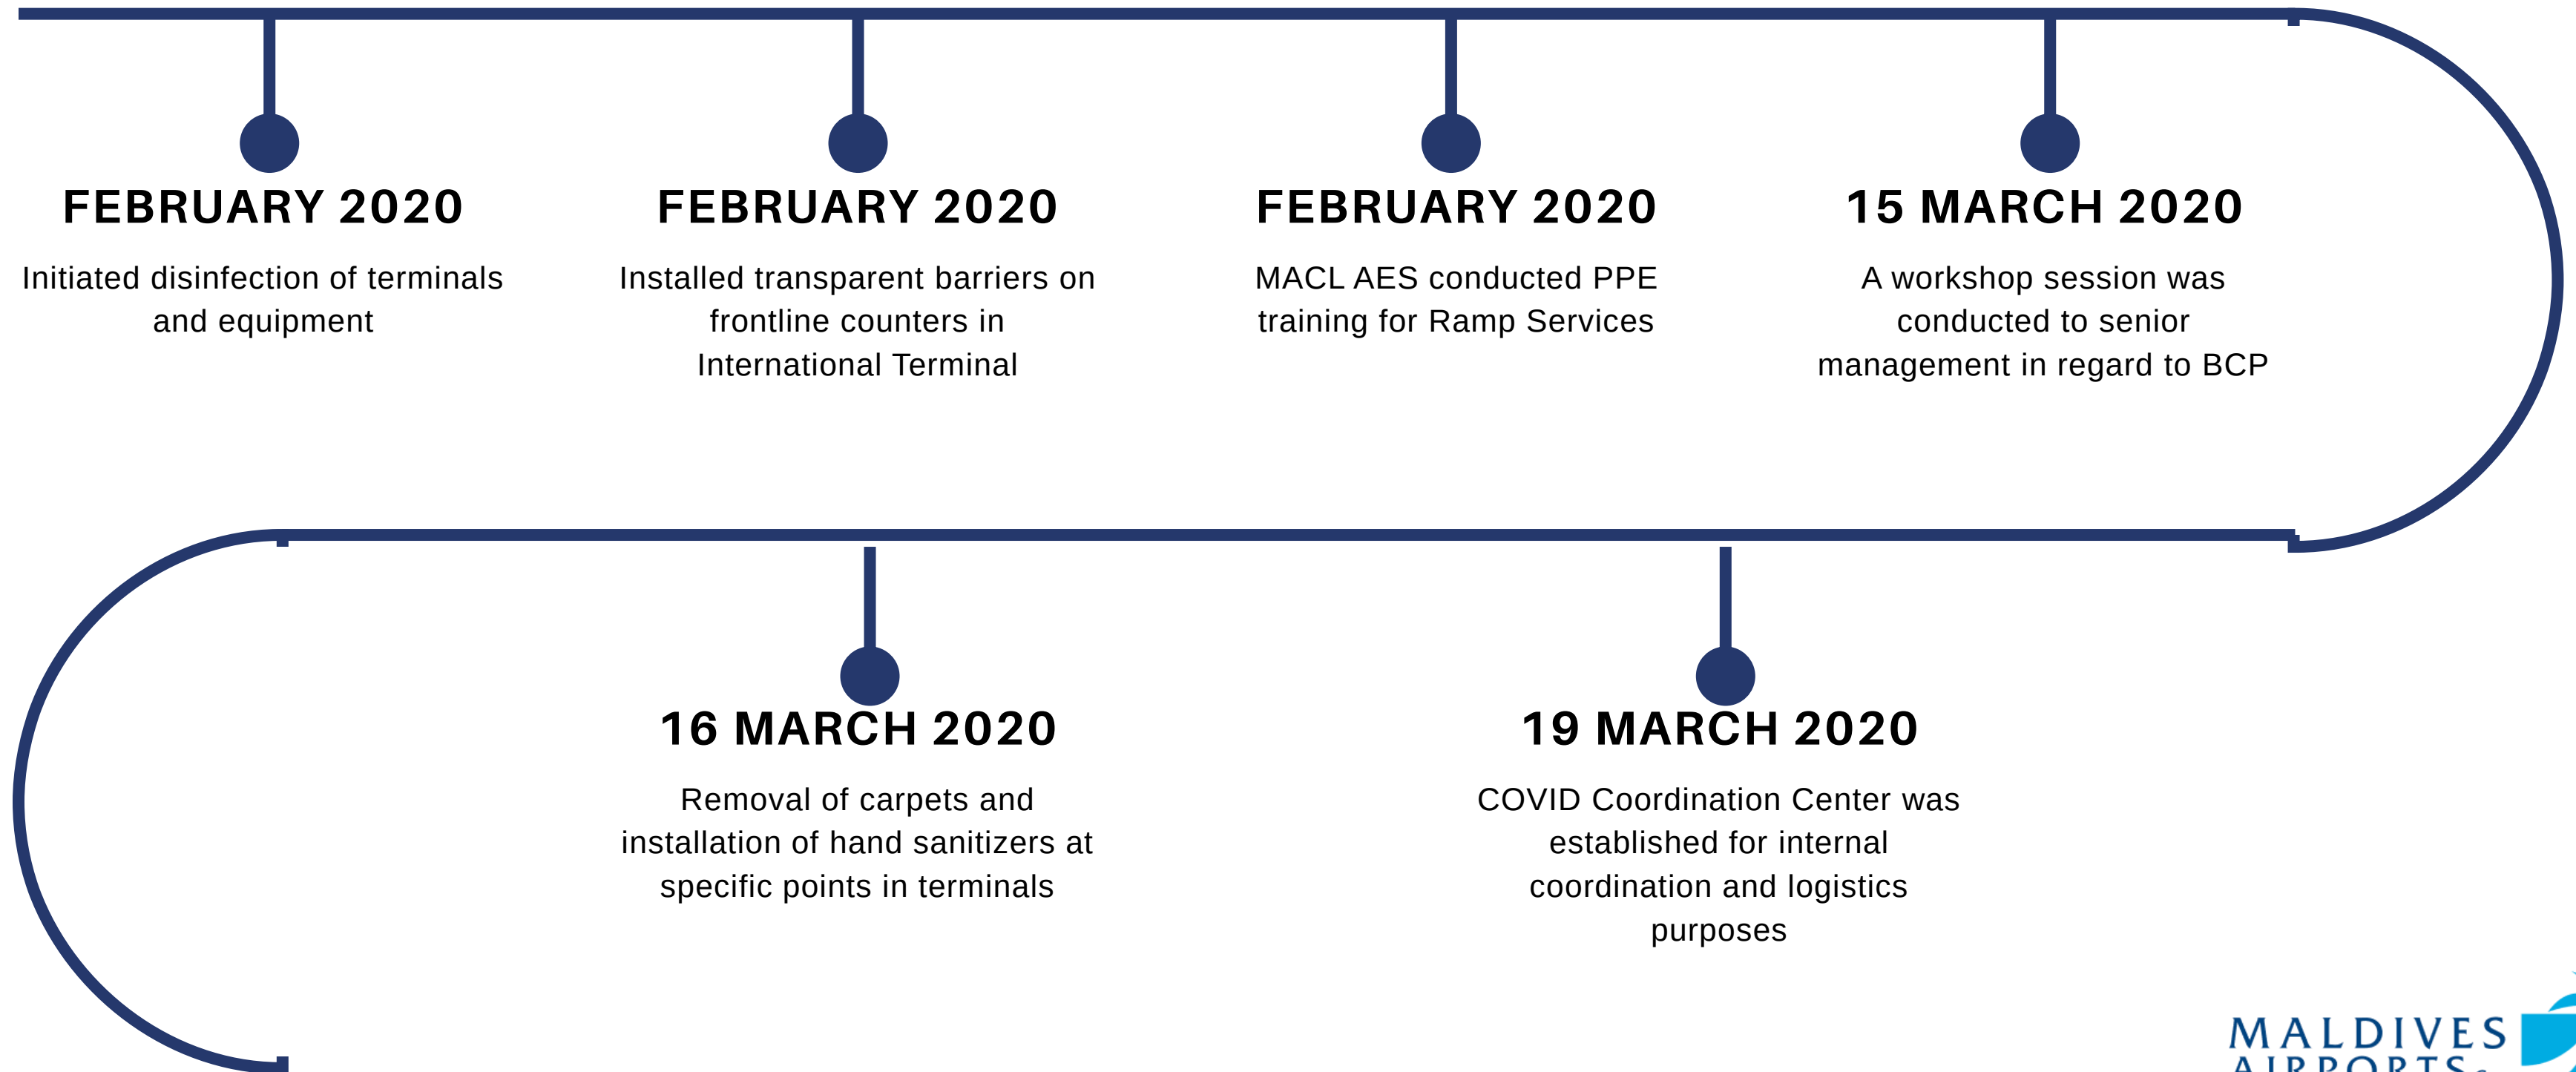 FEBRUARY 2020
Initiated disinfection of terminals
and equipment
FEBRUARY 2020
Installed transparent barriers on
frontline counters in
International Terminal
FEBRUARY 2020
MACL AES conducted PPE
training for Ramp Services
15 MARCH 2020
A workshop session was
conducted to senior
management in regard to BCP
16 MARCH 2020
Removal of carpets and
installation of hand sanitizers at
specific points in terminals
19 MARCH 2020
COVID Coordination Center was
established for internal
coordination and logistics
purposes
MALDIVES
AIRPORTS